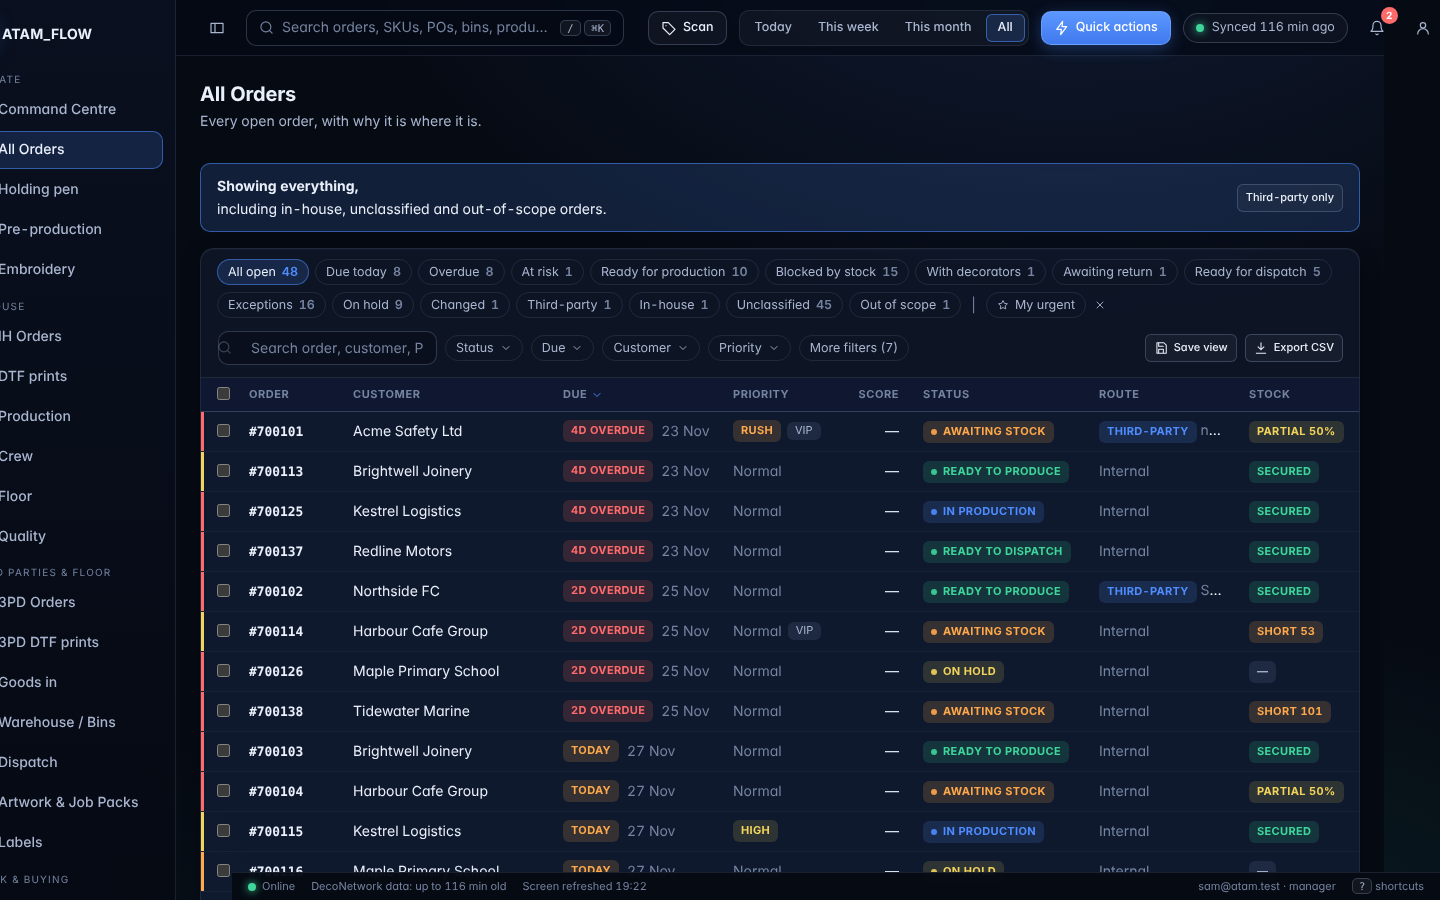 ATAM_FLOW
ATE
Command Centre
All Orders
Holding pen
Pre-production
Embroidery
USE
IH Orders
DTF prints
Production
Crew
Floor
Quality
PARTIES & FLOOR
3PD Orders
3PD DTF prints
Goods in
Warehouse / Bins
Dispatch
Artwork & Job Packs
Labels
K & BUYING
Search orders, SKUs, POs, bins, produ... / ⌘K
Scan
Today This week This month All
Quick actions
Synced 116 min ago
2
All Orders
Every open order, with why it is where it is.
Showing everything,
including in-house, unclassified and out-of-scope orders.
Third-party only
All open 48 Due today 8 Overdue 8 At risk 1 Ready for production 10 Blocked by stock 15 With decorators 1 Awaiting return 1 Ready for dispatch 5
Exceptions 16 On hold 9 Changed 1 Third-party 1 In-house 1 Unclassified 45 Out of scope 1 My urgent ×
Search order, customer, P Status Due Customer Priority More filters (7) Save view Export CSV
ORDER CUSTOMER DUE PRIORITY SCORE STATUS ROUTE STOCK
#700101 Acme Safety Ltd 4D OVERDUE 23 Nov RUSH VIP — AWAITING STOCK THIRD-PARTY n... PARTIAL 50%
#700113 Brightwell Joinery 4D OVERDUE 23 Nov Normal — READY TO PRODUCE Internal SECURED
#700125 Kestrel Logistics 4D OVERDUE 23 Nov Normal — IN PRODUCTION Internal SECURED
#700137 Redline Motors 4D OVERDUE 23 Nov Normal — READY TO DISPATCH Internal SECURED
#700102 Northside FC 2D OVERDUE 25 Nov Normal — READY TO PRODUCE THIRD-PARTY S... SECURED
#700114 Harbour Cafe Group 2D OVERDUE 25 Nov Normal VIP — AWAITING STOCK Internal SHORT 53
#700126 Maple Primary School 2D OVERDUE 25 Nov Normal — ON HOLD Internal —
#700138 Tidewater Marine 2D OVERDUE 25 Nov Normal — AWAITING STOCK Internal SHORT 101
#700103 Brightwell Joinery TODAY 27 Nov Normal — READY TO PRODUCE Internal SECURED
#700104 Harbour Cafe Group TODAY 27 Nov Normal — AWAITING STOCK Internal PARTIAL 50%
#700115 Kestrel Logistics TODAY 27 Nov HIGH — IN PRODUCTION Internal SECURED
#700116 Maple Primary School TODAY 27 Nov Normal — ON HOLD Internal —
Online DecoNetwork data: up to 116 min old Screen refreshed 19:22 sam@atam.test · manager ? shortcuts